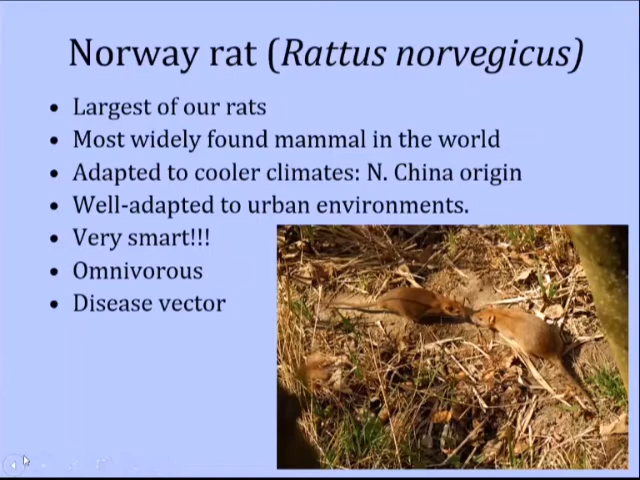 Norway rat (Rattus norvegicus)
• Largest of our rats
• Most widely found mammal in the world
• Adapted to cooler climates: N. China origin
• Well-adapted to urban environments.
• Very smart!!!
• Omnivorous
• Disease vector